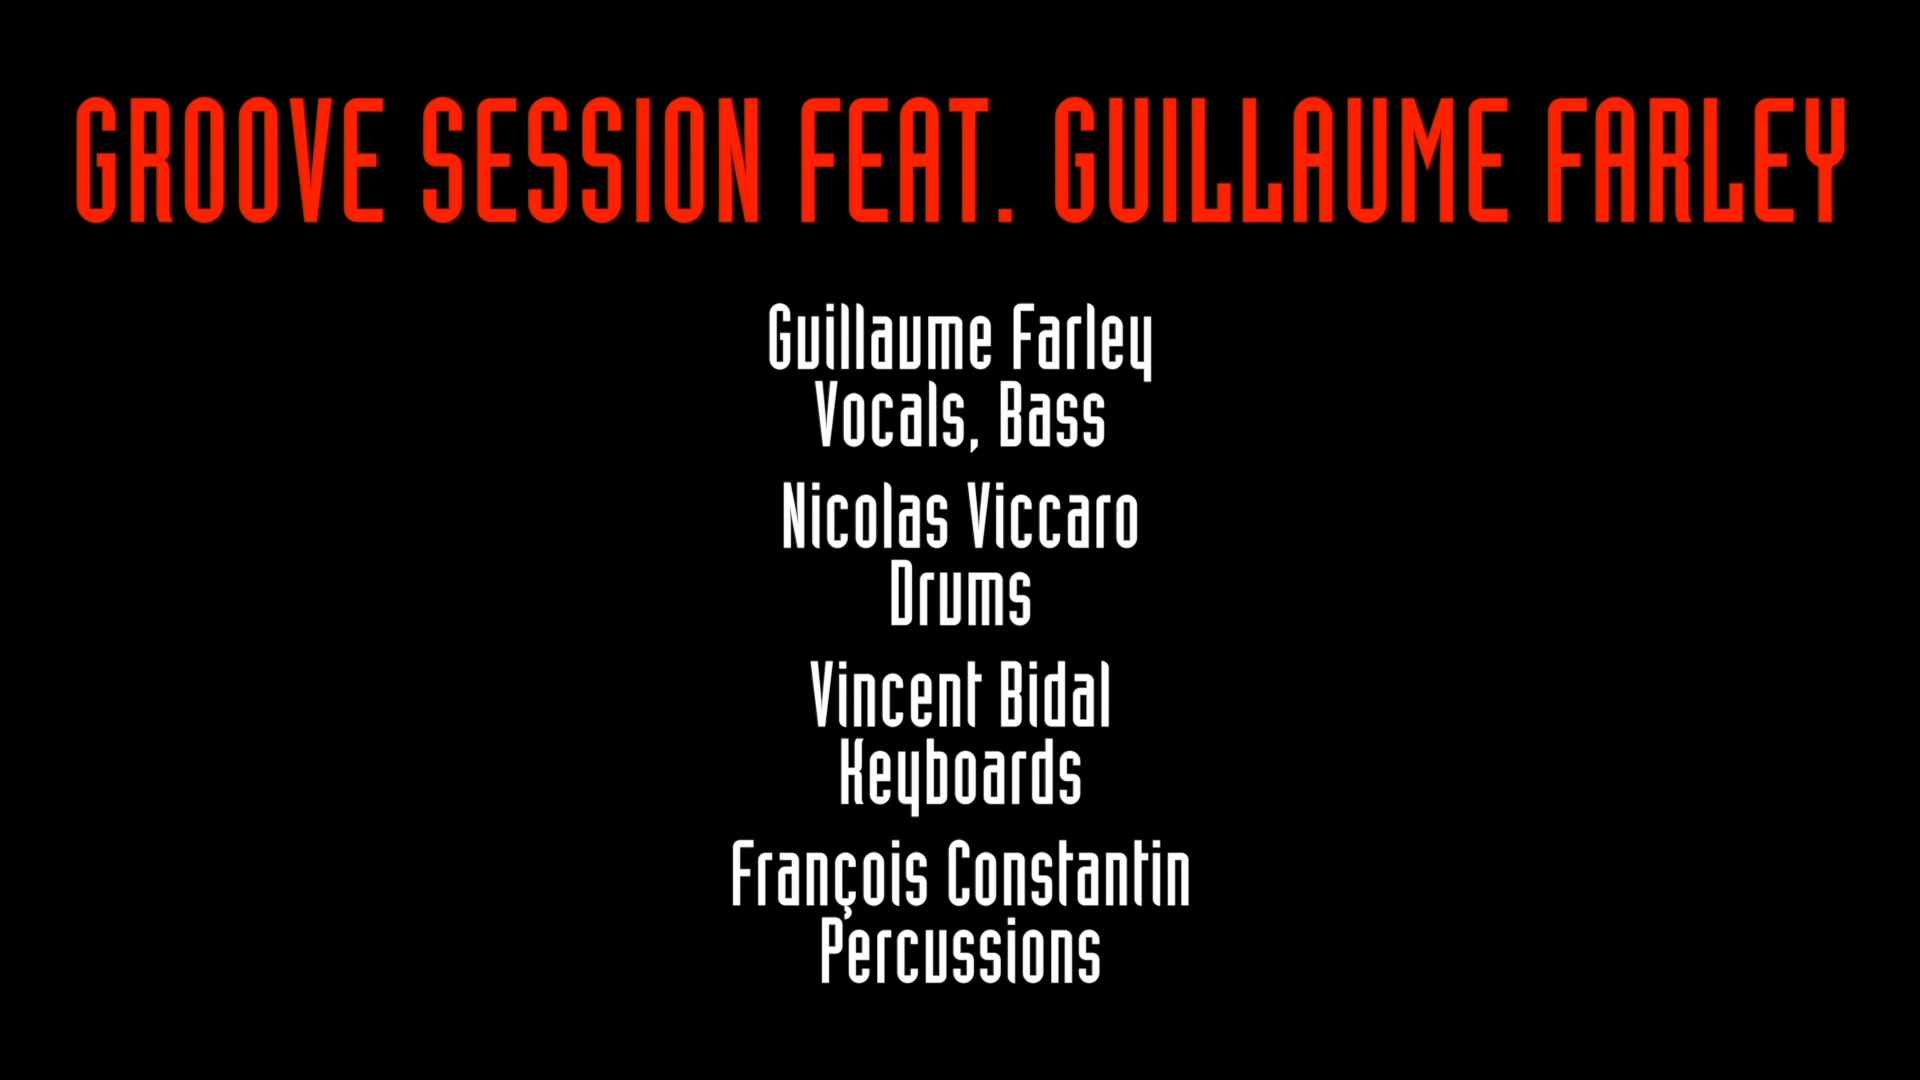 GROOVE SESSION FEAT. GUILLAUME FARLEY
Guillaume Farley
Vocals, Bass
Nicolas Viccaro
Drums
Vincent Bidal
Keyboards
François Constantin
Percussions